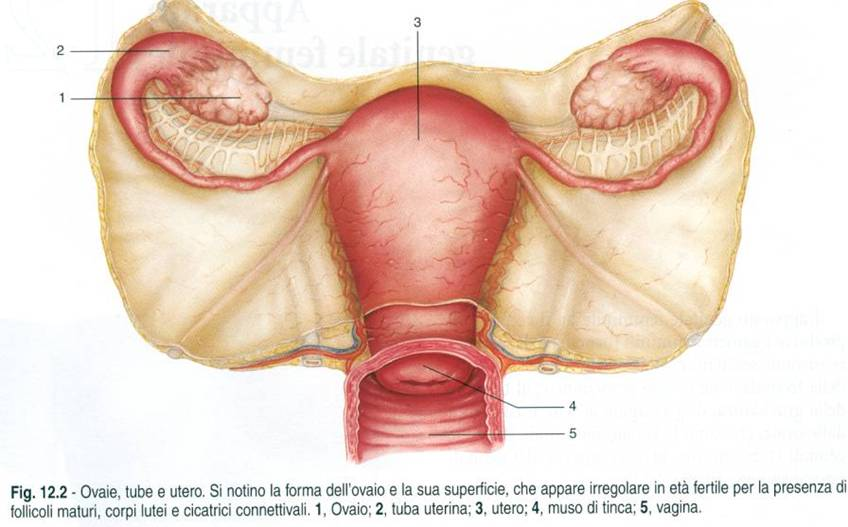 3
2
1
4
5
Fig. 12.2 - Ovaie, tube e utero. Si notino la forma dell'ovaio e la sua superficie, che appare irregolare in età fertile per la presenza di
follicoli maturi, corpi lutei e cicatrici connettivali. 1, Ovaio; 2, tuba uterina; 3, utero; 4, muso di tinca; 5, vagina.